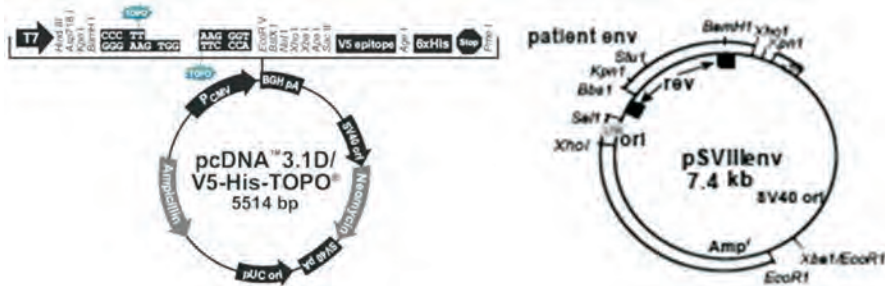 TOPO
T7
Hind III
Asp718 I
Kpn I
BamH I
CCC TT
GGG AAG TGG
AAG GGT
TTC CCA
EcoR V
BstX I
Not I
Xho I
Xba I
Apa I
Sac II
V5 epitope
Age I
6xHis
Stop
Pme I
TOPO
PCMV
BGH pA
SV40 ori
Neomycin
SV40 pA
pUC ori
Ampicillin
pcDNA™3.1D/
V5-His-TOPO®
5514 bp
patient env
BamH1
Xho1
Kpn1
Stu1
Kpn1
Bbs1
rev
Sal1
ori
Xho1
pSVIIIenv
7.4 kb
SV40 ori
Ampr
Xba1/EcoR1
EcoR1